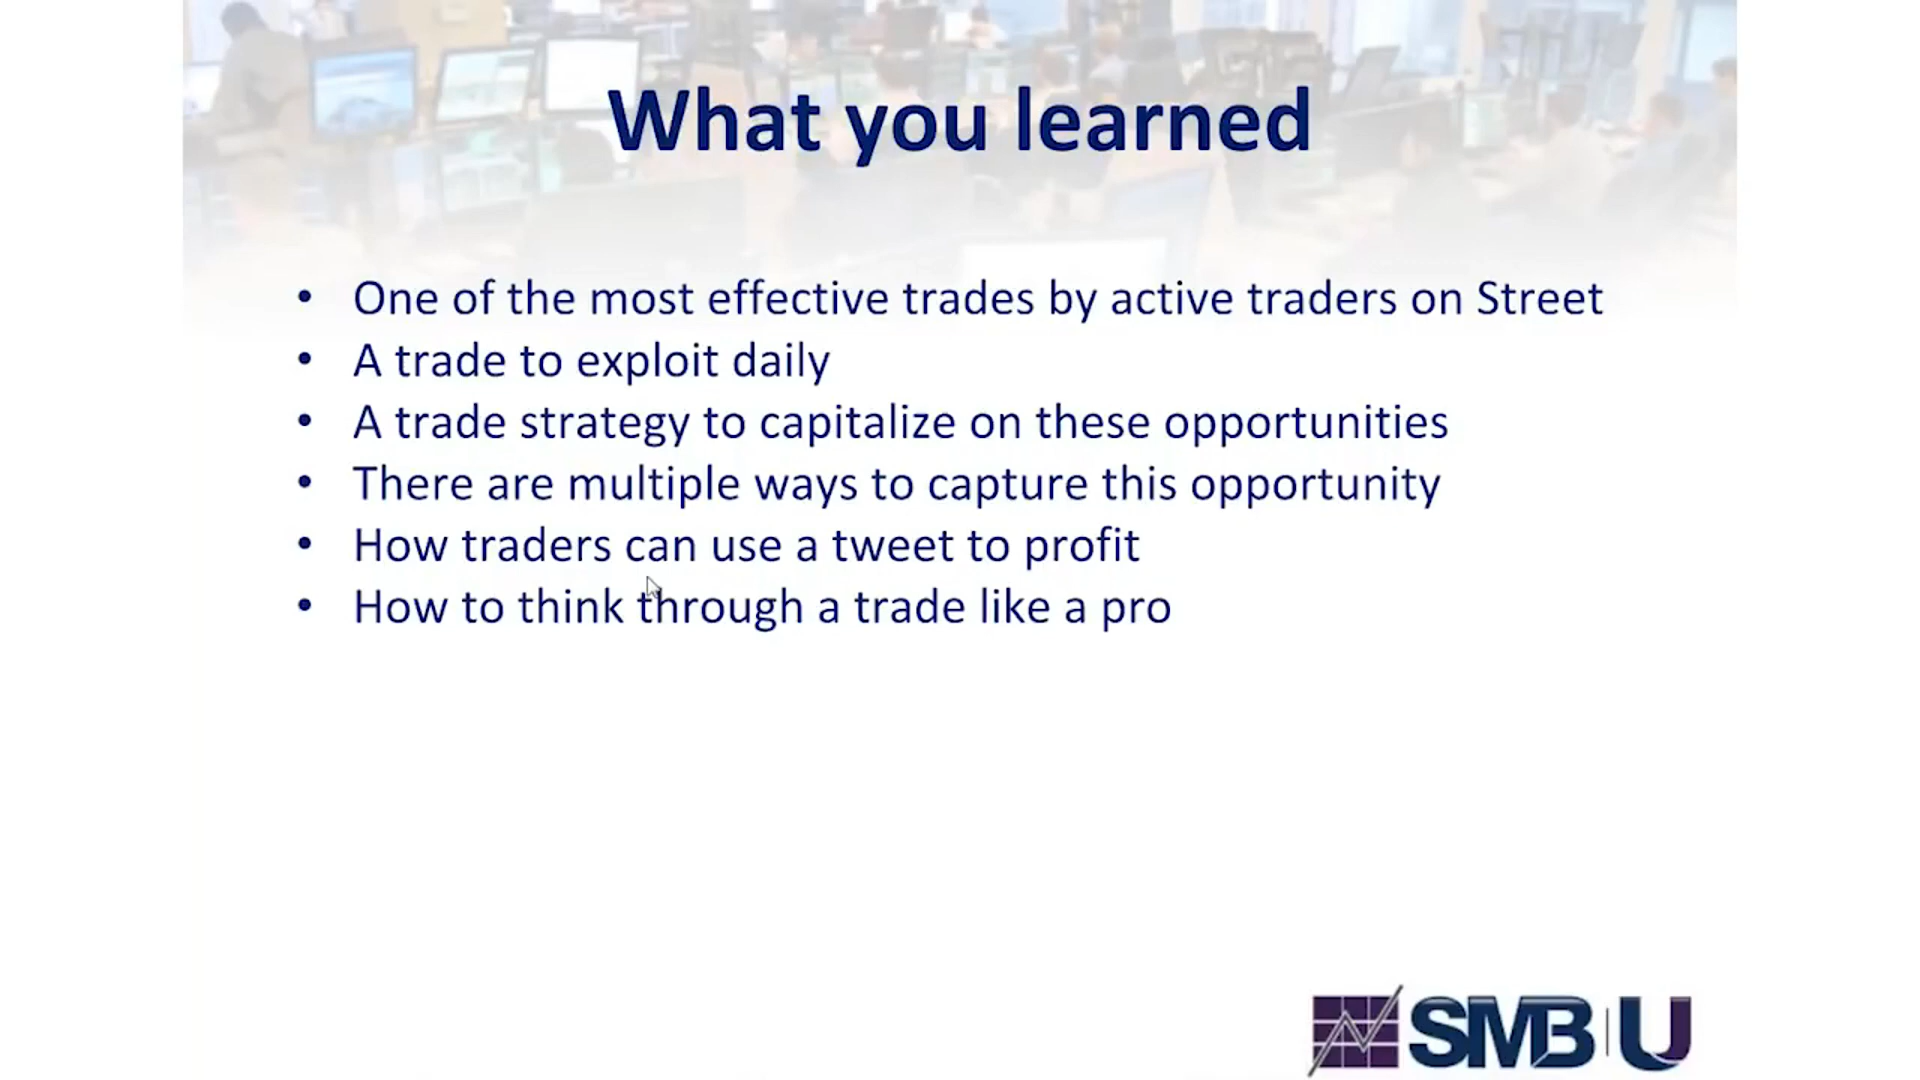 What you learned
• One of the most effective trades by active traders on Street
• A trade to exploit daily
• A trade strategy to capitalize on these opportunities
• There are multiple ways to capture this opportunity
• How traders can use a tweet to profit
• How to think through a trade like a pro
SMB U